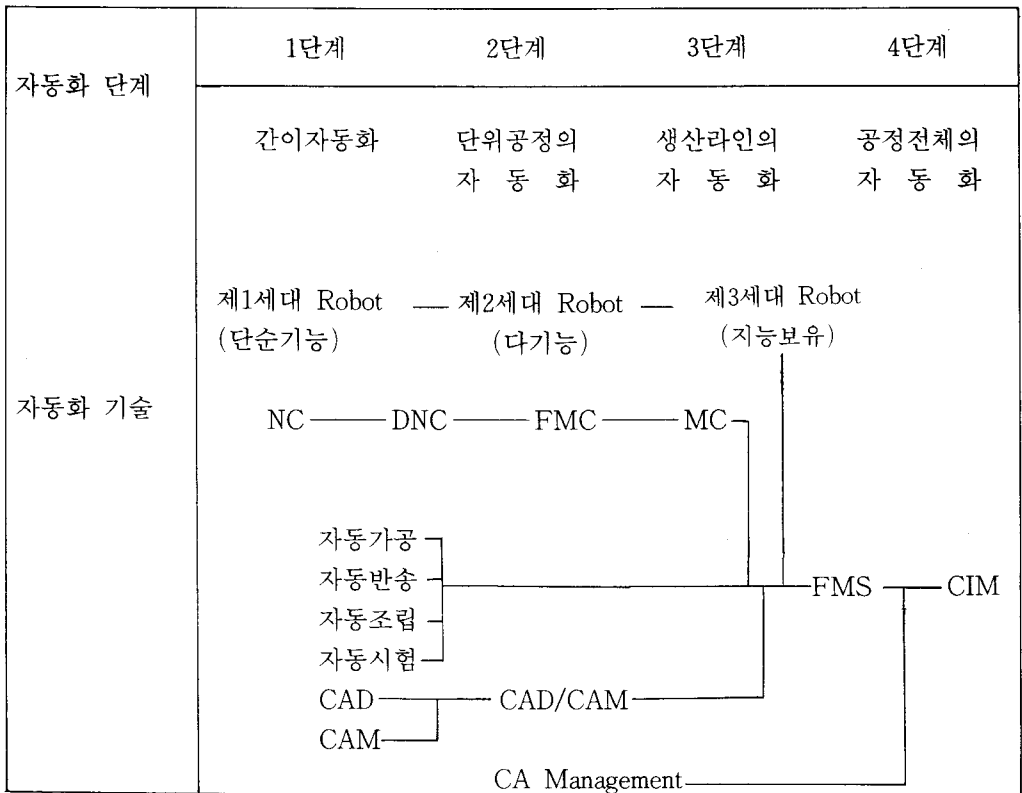 1단계 2단계 3단계 4단계
자동화 단계
간이자동화 단위공정의 생산라인의 공정전체의
자 동 화 자 동 화 자 동 화
제1세대 Robot 제2세대 Robot 제3세대 Robot
(단순기능) (다기능) (지능보유)
자동화 기술
NC DNC FMC MC
자동가공
자동반송
FMS CIM
자동조립
자동시험
CAD CAD/CAM
CAM
CA Management